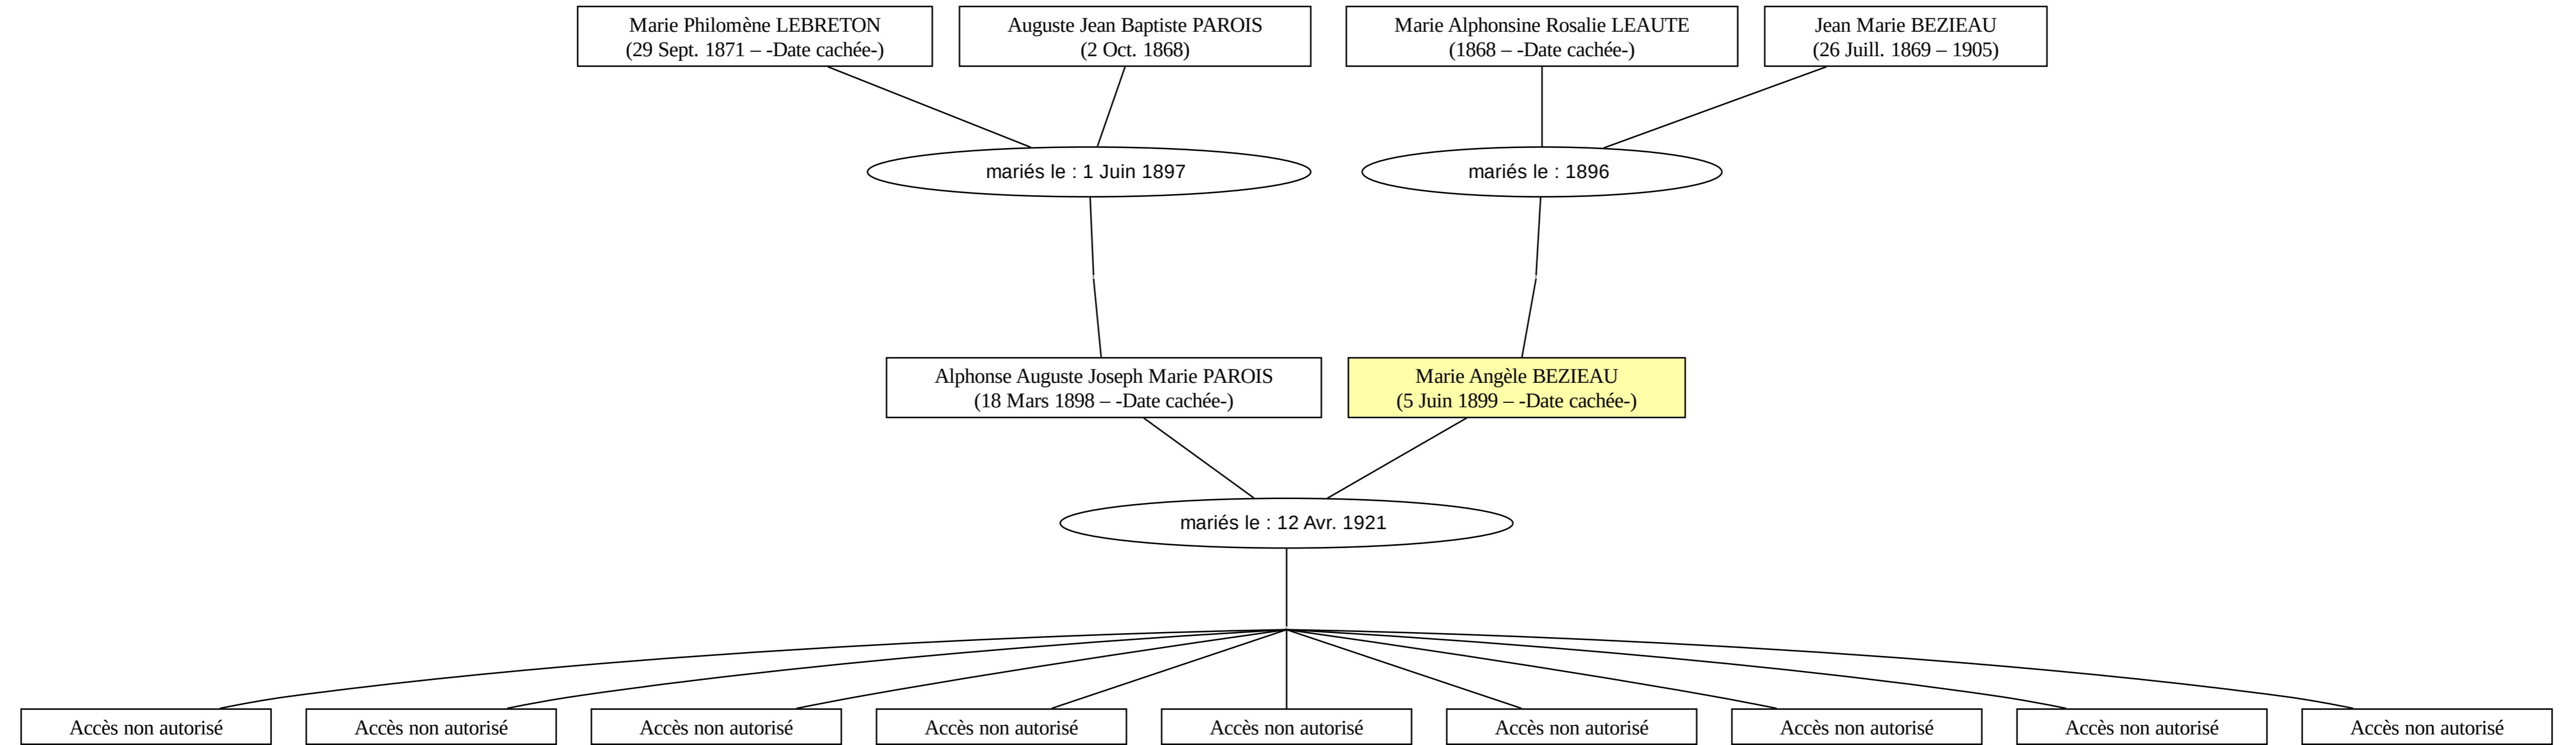 Marie Philomène LEBRETON
(29 Sept. 1871 – -Date cachée-)
Auguste Jean Baptiste PAROIS
(2 Oct. 1868)
Marie Alphonsine Rosalie LEAUTE
(1868 – -Date cachée-)
Jean Marie BEZIEAU
(26 Juill. 1869 – 1905)
mariés le : 1 Juin 1897
mariés le : 1896
Alphonse Auguste Joseph Marie PAROIS
(18 Mars 1898 – -Date cachée-)
Marie Angèle BEZIEAU
(5 Juin 1899 – -Date cachée-)
mariés le : 12 Avr. 1921
Accès non autorisé
Accès non autorisé
Accès non autorisé
Accès non autorisé
Accès non autorisé
Accès non autorisé
Accès non autorisé
Accès non autorisé
Accès non autorisé